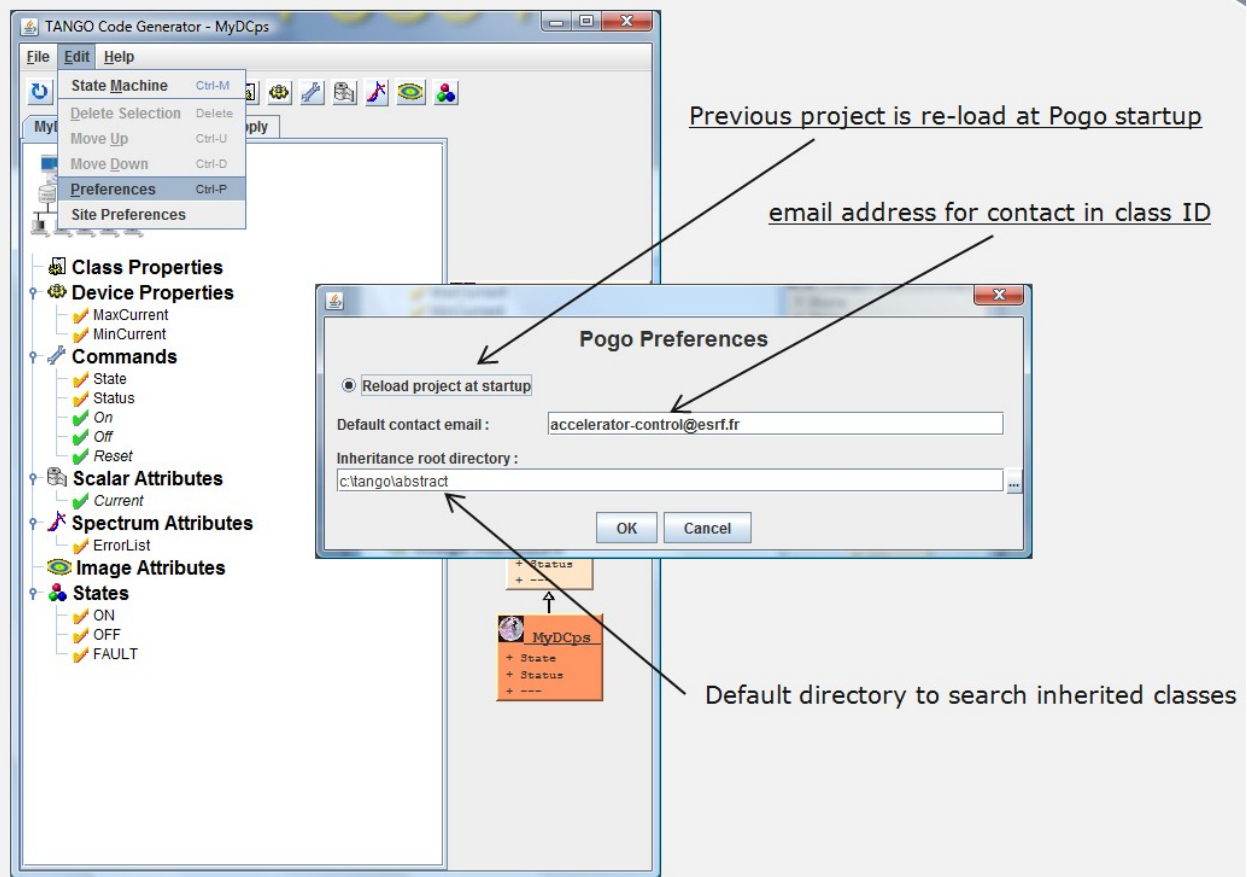 TANGO Code Generator - MyDCps
File Edit Help
State Machine Ctrl-M
Delete Selection Delete
Move Up Ctrl-U
Move Down Ctrl-D
Preferences Ctrl-P
Site Preferences
Class Properties
Device Properties
MaxCurrent
MinCurrent
Commands
State
Status
On
Off
Reset
Scalar Attributes
Current
Spectrum Attributes
ErrorList
Image Attributes
States
ON
OFF
FAULT
Previous project is re-load at Pogo startup
email address for contact in class ID
Pogo Preferences
Reload project at startup
Default contact email :
accelerator-control@esrf.fr
Inheritance root directory :
c:\tango\abstract
...
OK Cancel
+ Status
+ ---
MyDCps
+ State
+ Status
+ ---
Default directory to search inherited classes